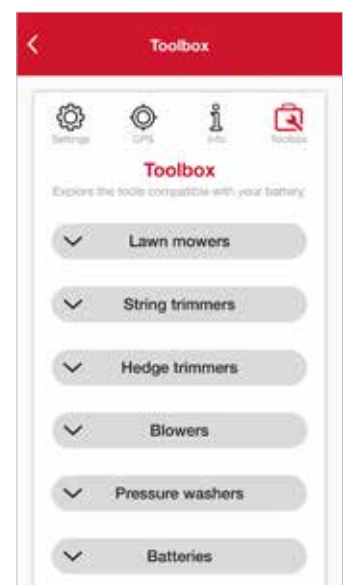 Toolbox
Settings GPS Info Toolbox
Toolbox
Explore the tools compatible with your battery.
Lawn mowers
String trimmers
Hedge trimmers
Blowers
Pressure washers
Batteries